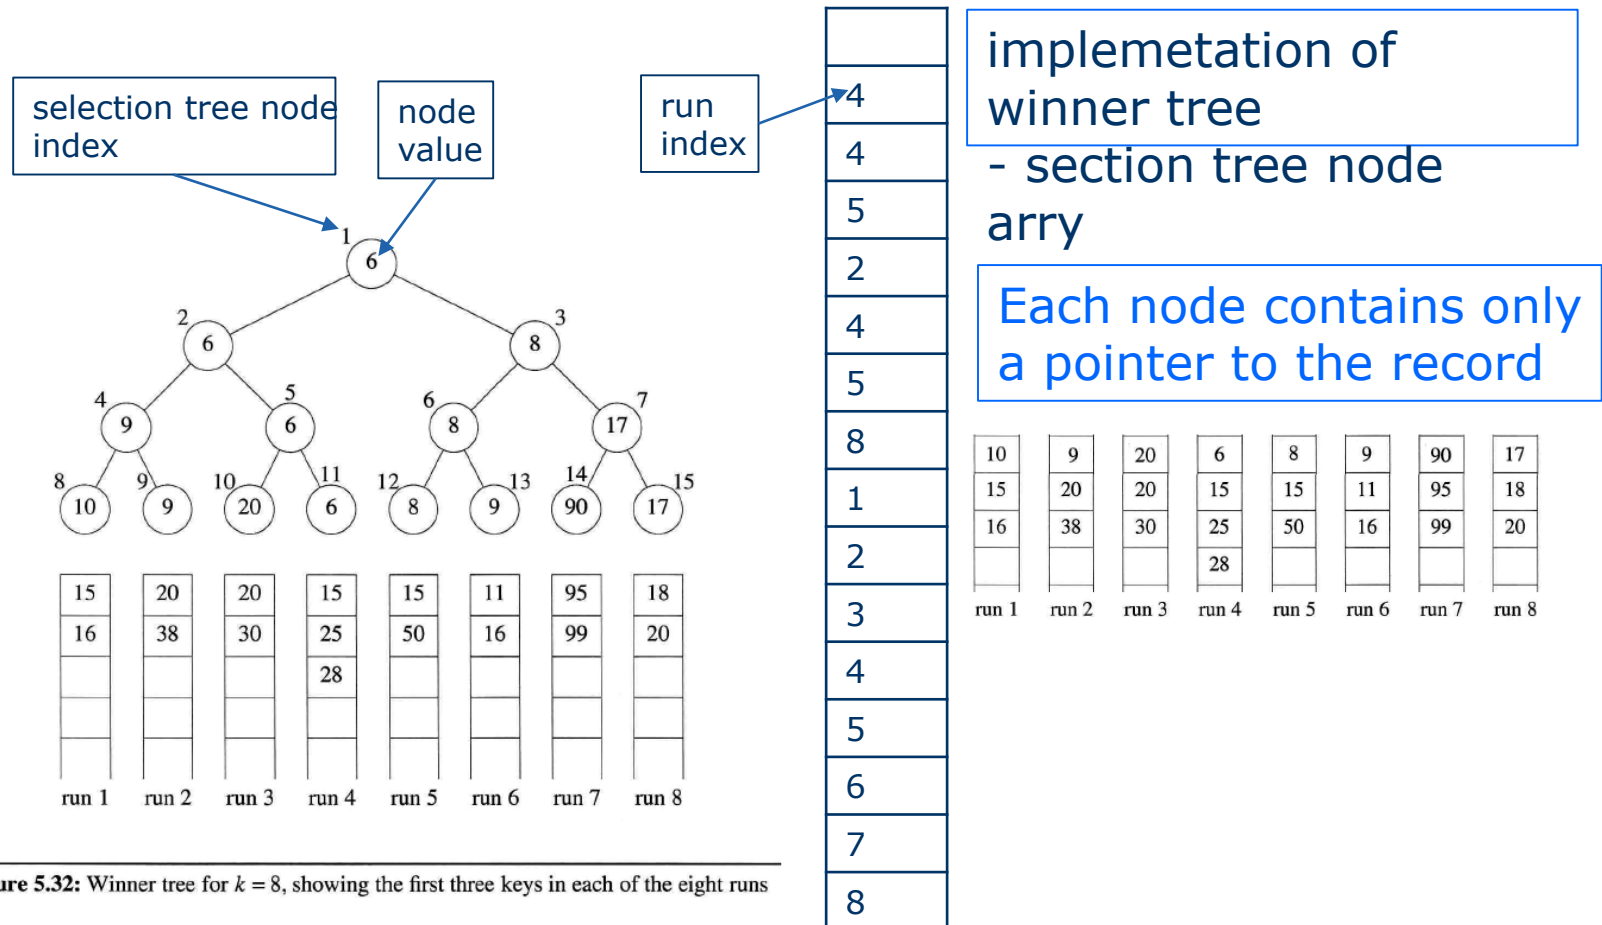 selection tree node
index
node
value
run
index
1
6
2
6
3
8
4
9
5
6
6
8
7
17
8
10
9
9
10
20
11
6
12
8
13
9
14
90
15
17
15 20 20 15 15 11 95 18
16 38 30 25 50 16 99 20
28
run 1 run 2 run 3 run 4 run 5 run 6 run 7 run 8
ure 5.32: Winner tree for k = 8, showing the first three keys in each of the eight runs
4
4
5
2
4
5
8
1
2
3
4
5
6
7
8
implemetation of
winner tree
- section tree node
arry
Each node contains only
a pointer to the record
10 9 20 6 8 9 90 17
15 20 20 15 15 11 95 18
16 38 30 25 50 16 99 20
28
run 1 run 2 run 3 run 4 run 5 run 6 run 7 run 8